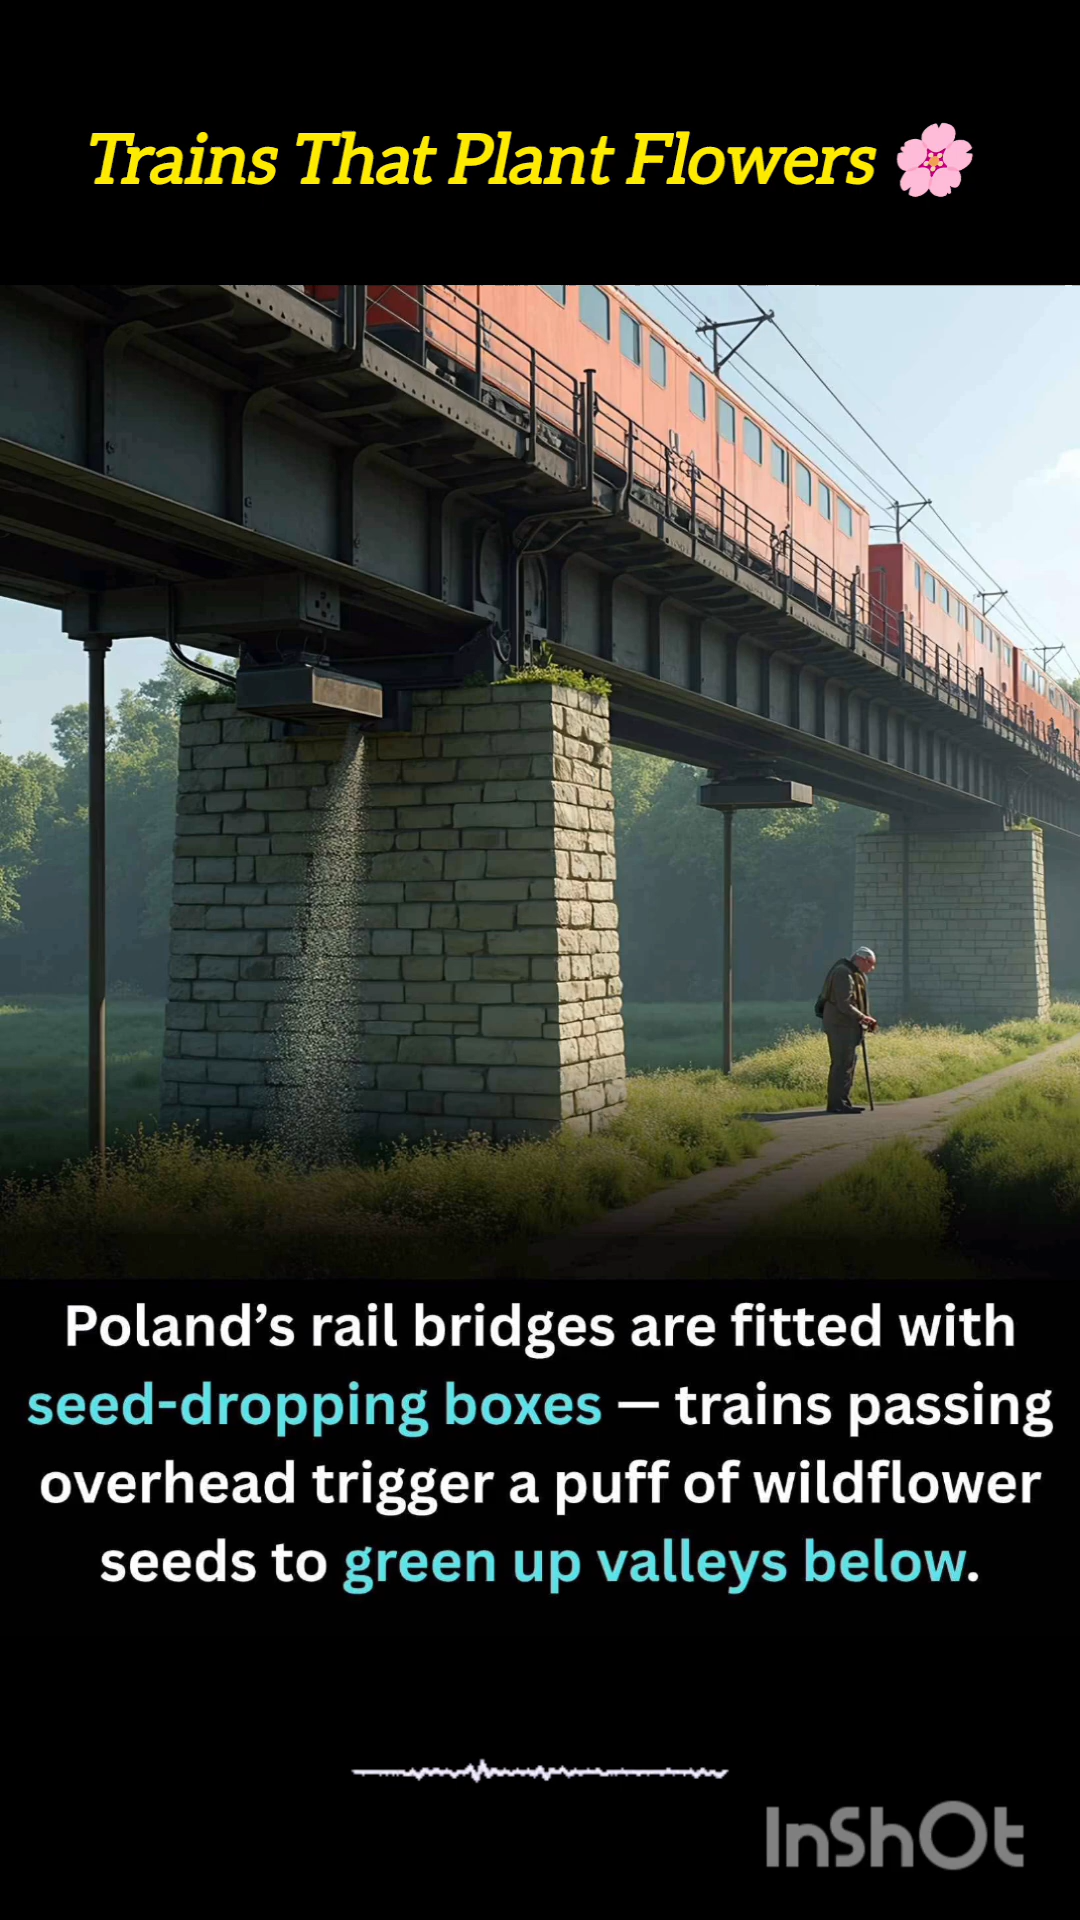 Trains That Plant Flowers 🌸
Poland’s rail bridges are fitted with
seed-dropping boxes — trains passing
overhead trigger a puff of wildflower
seeds to green up valleys below.
InShOt